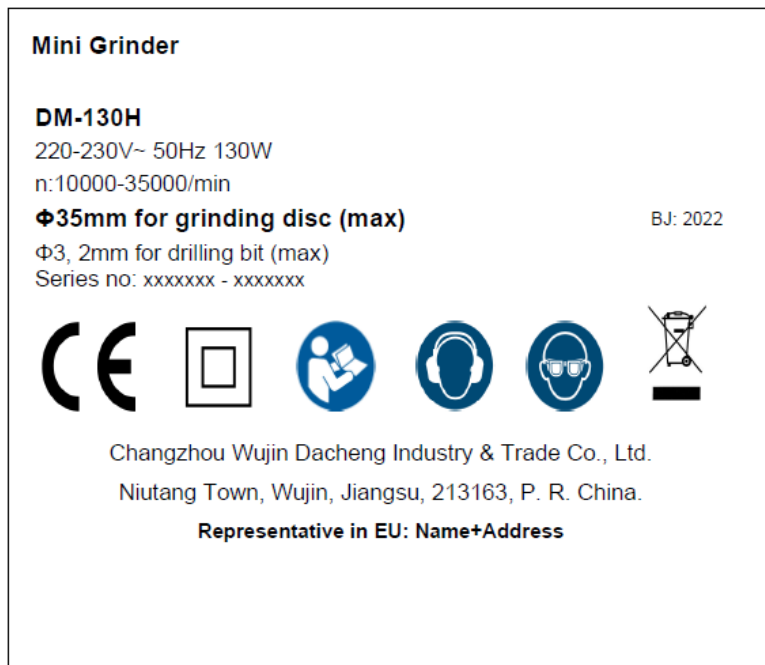 Mini Grinder
DM-130H
220-230V~ 50Hz 130W
n:10000-35000/min
Φ35mm for grinding disc (max)
BJ: 2022
Φ3, 2mm for drilling bit (max)
Series no: xxxxxxx - xxxxxxx
CE
Changzhou Wujin Dacheng Industry & Trade Co., Ltd.
Niutang Town, Wujin, Jiangsu, 213163, P. R. China.
Representative in EU: Name+Address